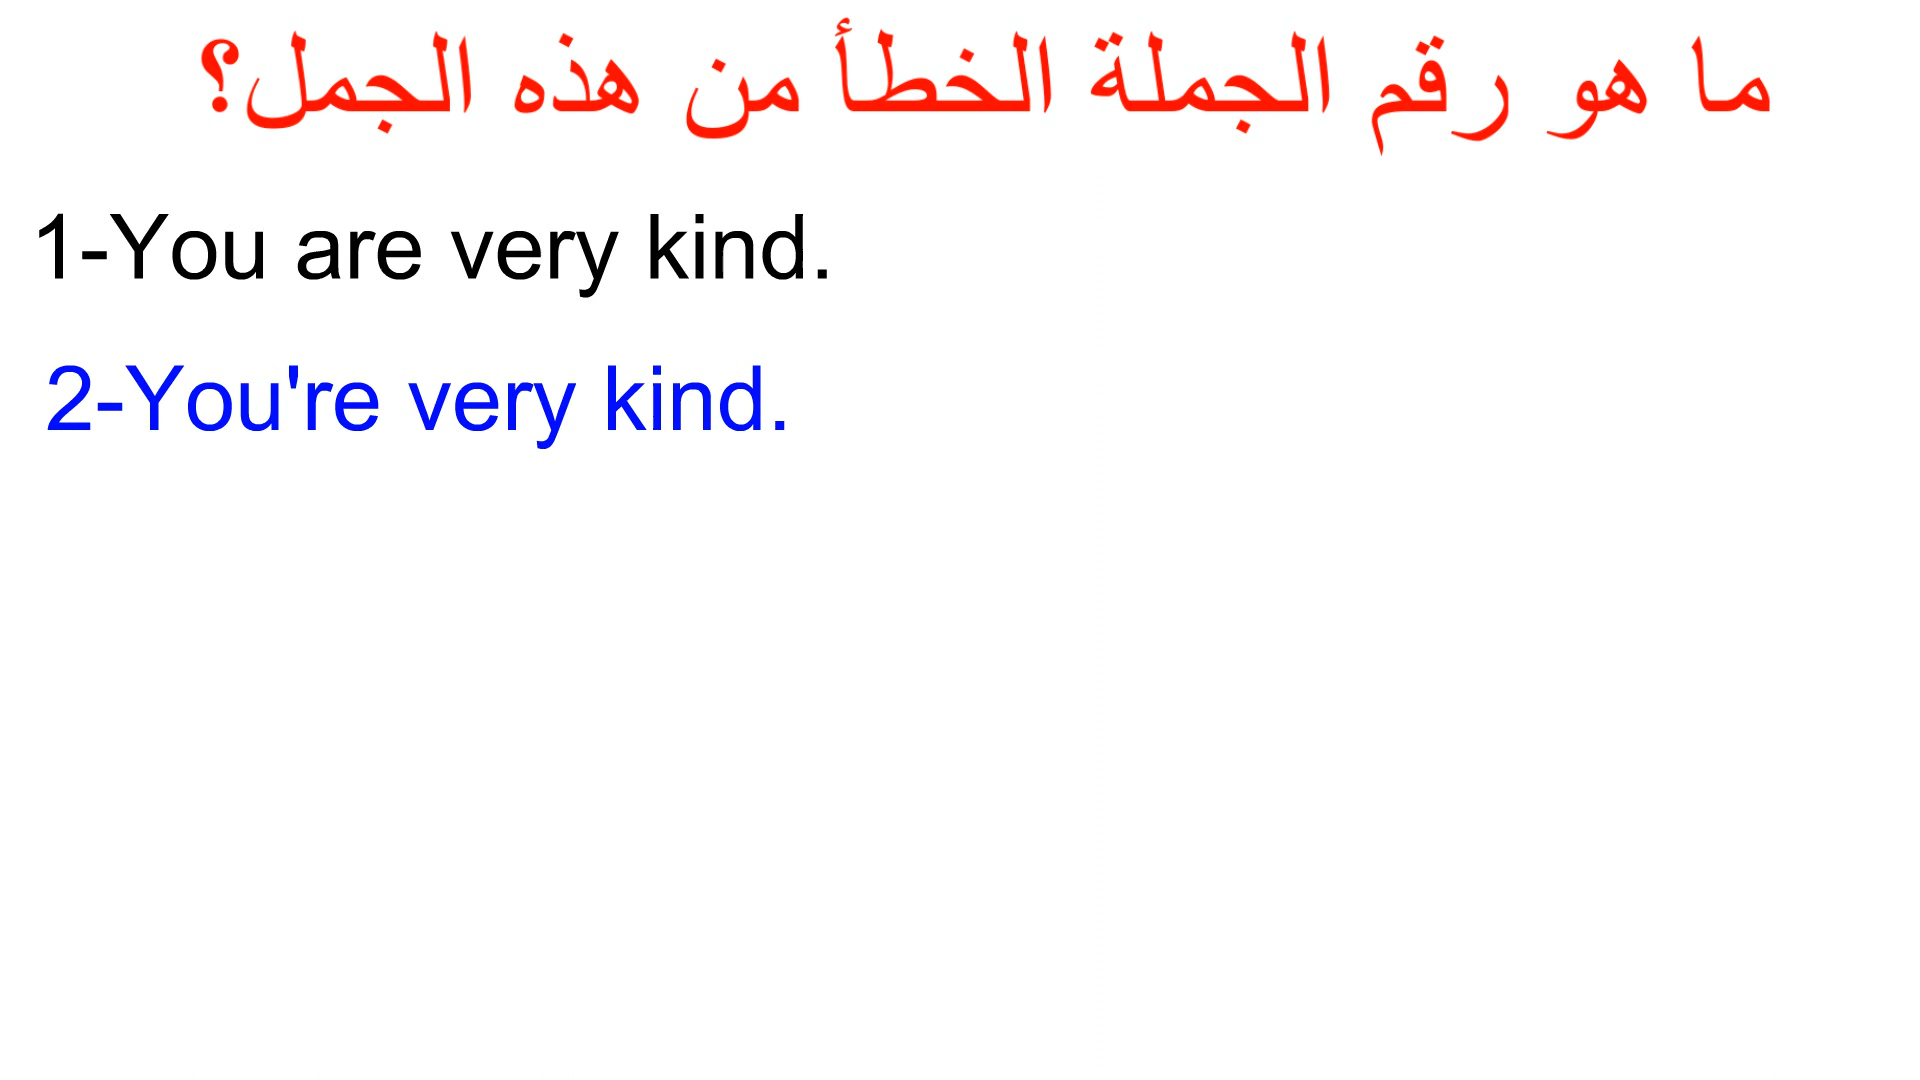 ما هو رقم الجملة الخطأ من هذه الجمل؟
1-You are very kind.
2-You're very kind.